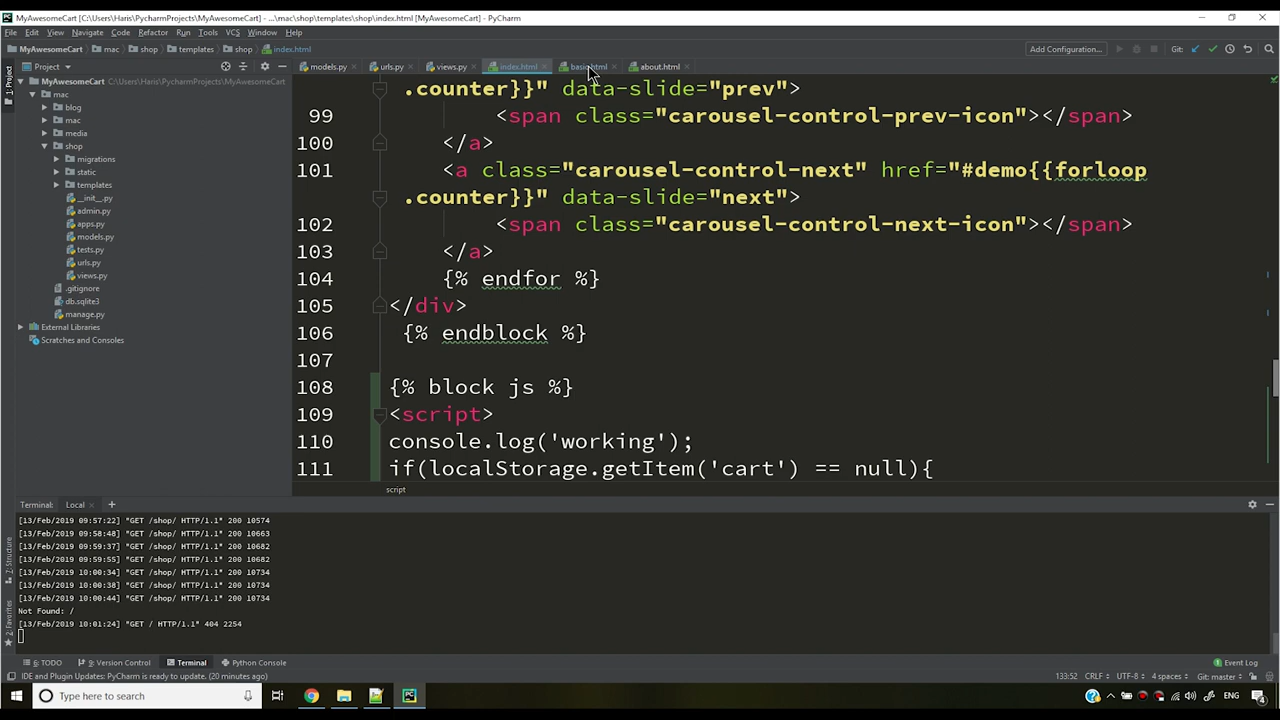 MyAwesomeCart [C:\Users\Haris\PycharmProjects\MyAwesomeCart] - ...\mac\shop\templates\shop\index.html [MyAwesomeCart] - PyCharm
File Edit View Navigate Code Refactor Run Tools VCS Window Help
MyAwesomeCart mac shop templates shop index.html Add Configuration... Git:
Project models.py urls.py views.py index.html basic.html about.html
MyAwesomeCart [C:\Users\Haris\PycharmProjects\MyAwesomeCart]
mac
blog
mac
media
shop
migrations
static
templates
__init__.py
admin.py
apps.py
models.py
tests.py
urls.py
views.py
.gitignore
db.sqlite3
manage.py
External Libraries
Scratches and Consoles
1: Project
.counter}}" data-slide="prev">
99 <span class="carousel-control-prev-icon"></span>
100 </a>
101 <a class="carousel-control-next" href="#demo{{forloop
.counter}}" data-slide="next">
102 <span class="carousel-control-next-icon"></span>
103 </a>
104 {% endfor %}
105 </div>
106 {% endblock %}
107
108 {% block js %}
109 <script>
110 console.log('working');
111 if(localStorage.getItem('cart') == null){
script
Terminal: Local +
[13/Feb/2019 09:57:22] "GET /shop/ HTTP/1.1" 200 10574
[13/Feb/2019 09:58:48] "GET /shop/ HTTP/1.1" 200 10663
[13/Feb/2019 09:59:37] "GET /shop/ HTTP/1.1" 200 10682
[13/Feb/2019 09:59:55] "GET /shop/ HTTP/1.1" 200 10682
[13/Feb/2019 10:00:34] "GET /shop/ HTTP/1.1" 200 10734
[13/Feb/2019 10:00:38] "GET /shop/ HTTP/1.1" 200 10734
[13/Feb/2019 10:00:44] "GET /shop/ HTTP/1.1" 200 10734
Not Found: /
[13/Feb/2019 10:01:24] "GET / HTTP/1.1" 404 2254
7: Structure
2: Favorites
6: TODO 9: Version Control Terminal Python Console Event Log
IDE and Plugin Updates: PyCharm is ready to update. (20 minutes ago) 133:52 CRLF UTF-8 4 spaces Git: master
Type here to search ENG 4